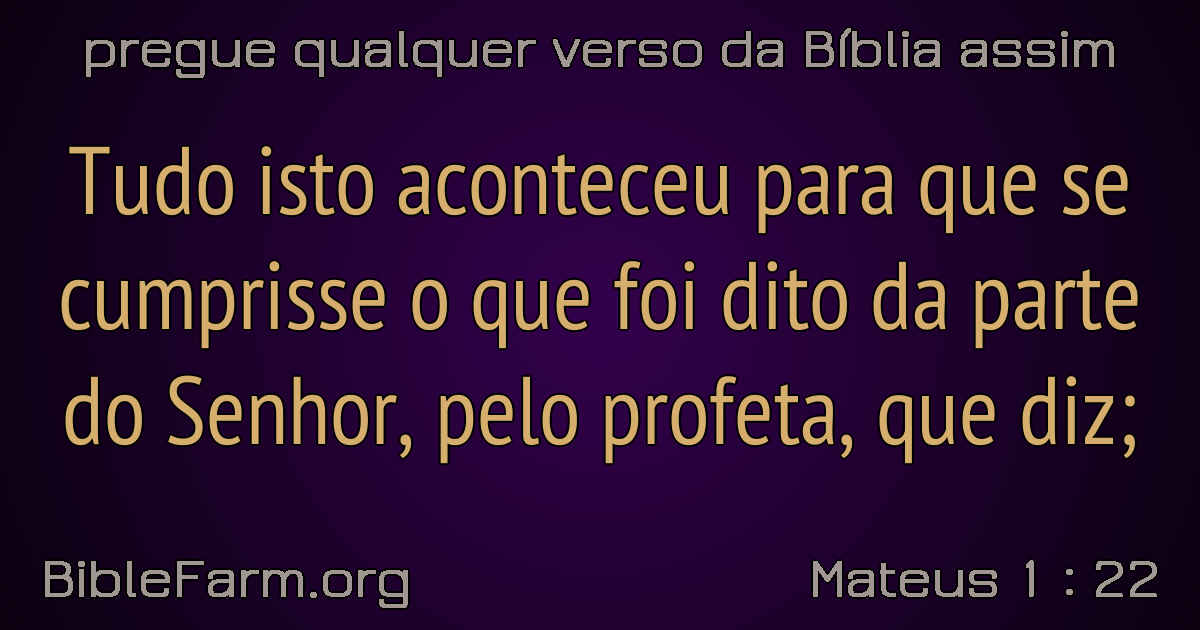 pregue qualquer verso da Bíblia assim
Tudo isto aconteceu para que se
cumprisse o que foi dito da parte
do Senhor, pelo profeta, que diz;
BibleFarm.org
Mateus 1 : 22